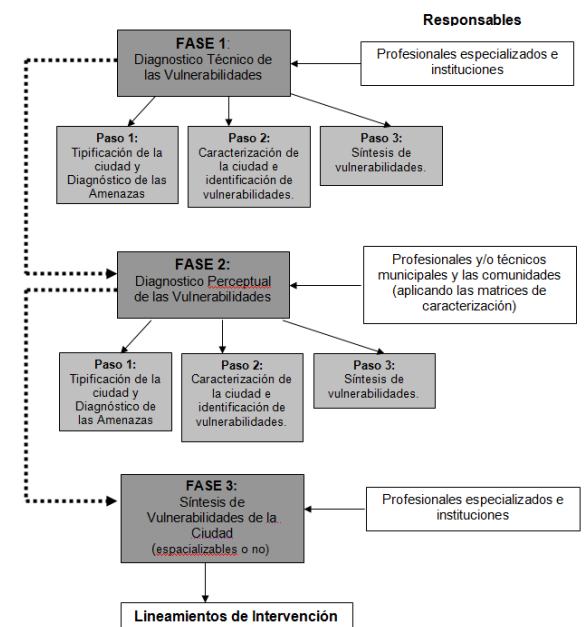 Responsables
FASE 1:
Diagnostico Técnico de
las Vulnerabilidades
Profesionales especializados e
instituciones
Paso 1:
Tipificación de la
ciudad y
Diagnóstico de las
Amenazas
Paso 2:
Caracterización de
la ciudad e
identificación de
vulnerabilidades.
Paso 3:
Síntesis de
vulnerabilidades.
FASE 2:
Diagnostico Perceptual
de las Vulnerabilidades
Profesionales y/o técnicos
municipales y las comunidades
(aplicando las matrices de
caracterización)
Paso 1:
Tipificación de la
ciudad y
Diagnóstico de
las Amenazas
Paso 2:
Caracterización de
la ciudad e
identificación de
vulnerabilidades.
Paso 3:
Síntesis de
vulnerabilidades.
FASE 3:
Síntesis de
Vulnerabilidades de la
Ciudad
(espacializables o no)
Profesionales especializados e
instituciones
Lineamientos de Intervención